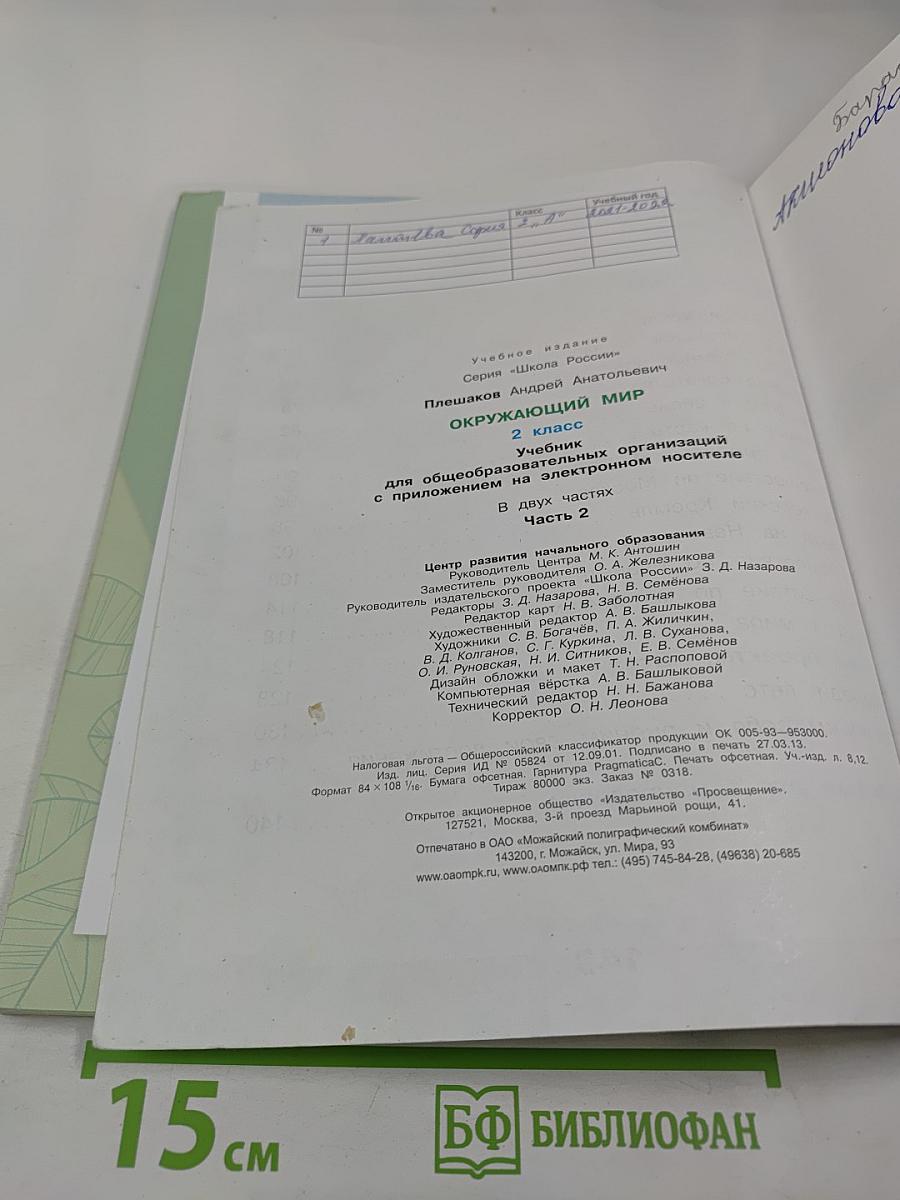 № Класс Учебный год
1 София 2 „А“ 2021-2022
Учебное издание
Серия «Школа России»
Плешаков Андрей Анатольевич
ОКРУЖАЮЩИЙ МИР
2 класс
Учебник
для общеобразовательных организаций
с приложением на электронном носителе
В двух частях
Часть 2
Центр развития начального образования
Руководитель Центра М. К. Антошин
Заместитель руководителя О. А. Железникова
Руководитель издательского проекта «Школа России» З. Д. Назарова
Редакторы З. Д. Назарова, Н. В. Семёнова
Редактор карт Н. В. Заболотная
Художественный редактор А. В. Башлыкова
Художники С. В. Богачёв, П. А. Жиличкин,
В. Д. Колганов, С. Г. Куркина, Л. В. Суханова,
О. И. Руновская, Н. И. Ситников, Е. В. Семёнов
Дизайн обложки и макет Т. Н. Распоповой
Компьютерная вёрстка А. В. Башлыковой
Технический редактор Н. Н. Бажанова
Корректор О. Н. Леонова
Налоговая льгота — Общероссийский классификатор продукции ОК 005-93—953000.
Изд. лиц. Серия ИД № 05824 от 12.09.01. Подписано в печать 27.03.13.
Формат 84 × 108 1/16. Бумага офсетная. Гарнитура PragmaticaC. Печать офсетная. Уч.-изд. л. 8,12.
Тираж 80000 экз. Заказ № 0318.
Открытое акционерное общество «Издательство «Просвещение».
127521, Москва, 3-й проезд Марьиной рощи, 41.
Отпечатано в ОАО «Можайский полиграфический комбинат»
143200, г. Можайск, ул. Мира, 93
www.oaompk.ru, www.оаомпк.рф тел.: (495) 745-84-28, (49638) 20-685
15 см
БФ БИБЛИОФАН